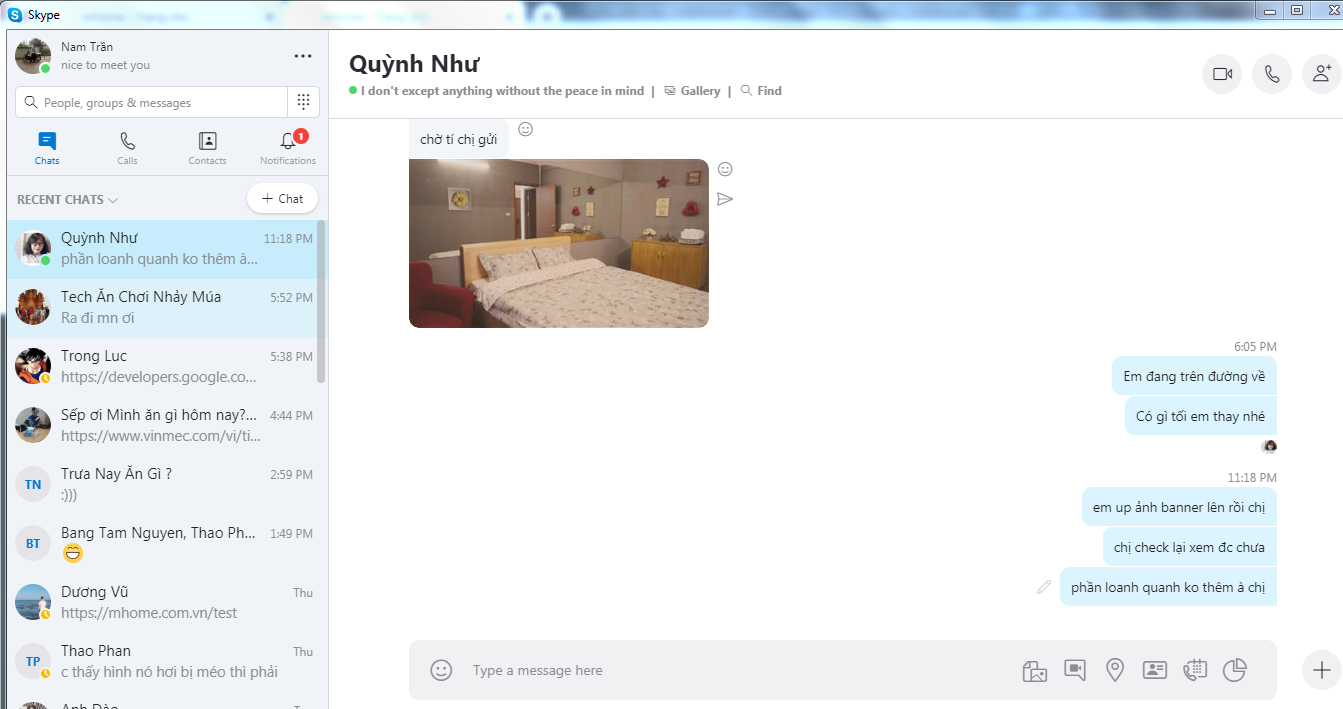 Skype
Nam Trần
nice to meet you
People, groups & messages
Chats
Calls
Contacts
1
Notifications
RECENT CHATS
+ Chat
Quỳnh Như
11:18 PM
phần loanh quanh ko thêm à...
Tech Ăn Chơi Nhảy Múa
5:52 PM
Ra đi mn ơi
Trong Luc
5:38 PM
https://developers.google.co...
Sếp ơi Mình ăn gì hôm nay?...
4:44 PM
https://www.vinmec.com/vi/ti...
TN
Trưa Nay Ăn Gì ?
2:59 PM
:)))
BT
Bang Tam Nguyen, Thao Ph...
1:49 PM
Dương Vũ
Thu
https://mhome.com.vn/test
TP
Thao Phan
Thu
c thấy hình nó hơi bị méo thì phải
Quỳnh Như
I don't except anything without the peace in mind | Gallery | Find
chờ tí chị gửi
6:05 PM
Em đang trên đường về
Có gì tối em thay nhé
11:18 PM
em up ảnh banner lên rồi chị
chị check lại xem đc chưa
phần loanh quanh ko thêm à chị
Type a message here